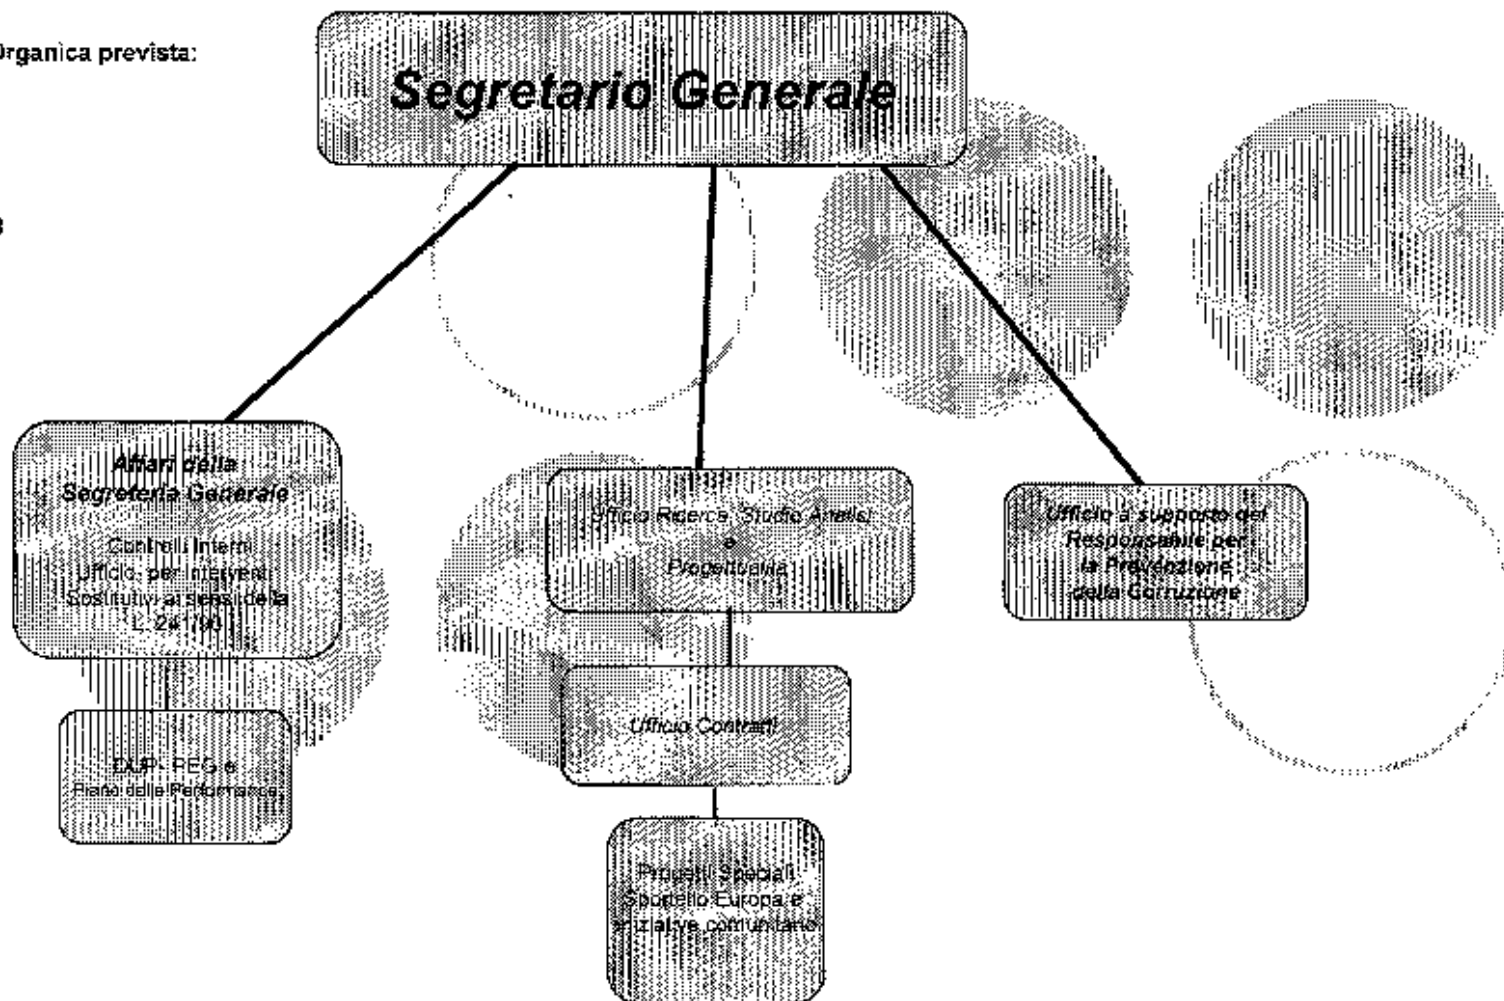 Organica prevista:
Segretario Generale
Affari della
Segreteria Generale
Controlli Interni
Ufficio per Interventi
Sostitutivi ai sensi della
L. 241/90
DUP- PEG e
Piano delle Performance
Ufficio Ricerca, Studio Analisi
e
Progettualità
Ufficio Contratti
Progetti Speciali
Sportello Europa e
iniziative comunitarie
Ufficio a supporto del
Responsabile per
la Prevenzione
della Corruzione